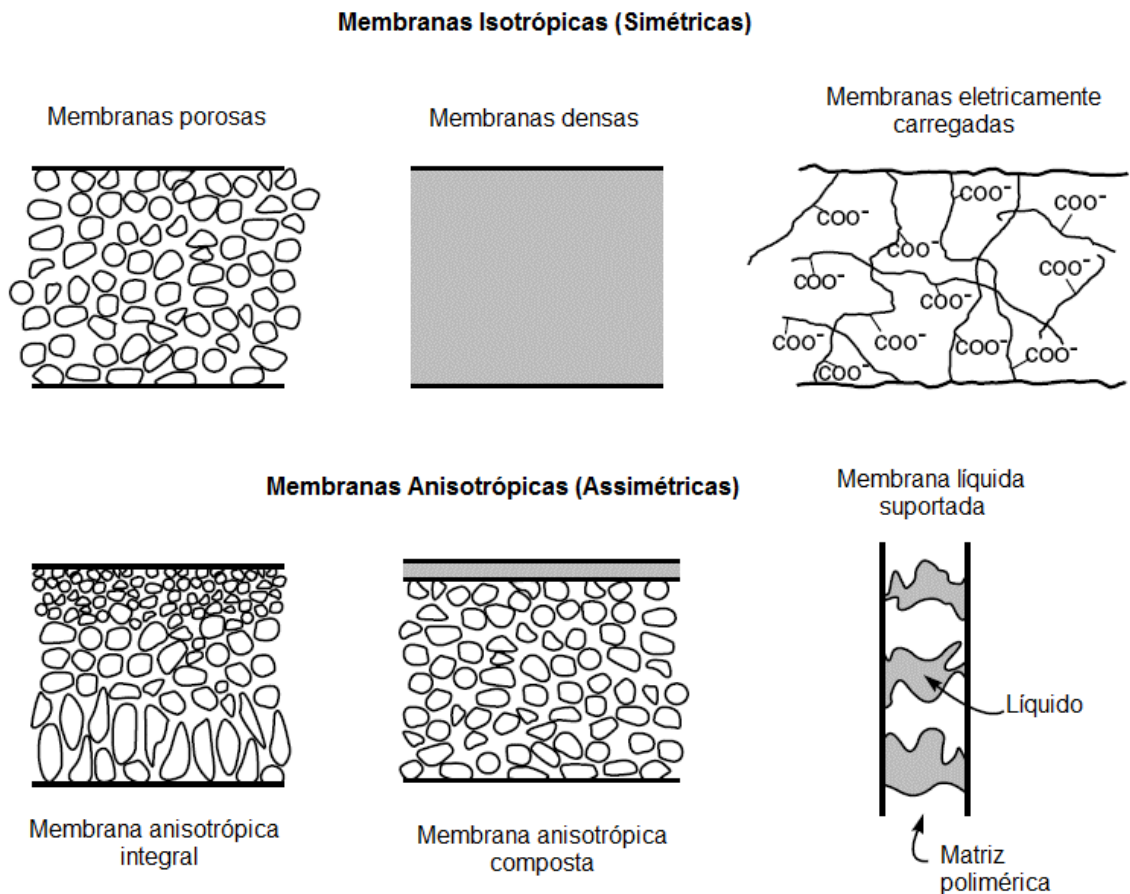 Membranas Isotrópicas (Simétricas)
Membranas porosas
Membranas densas
Membranas eletricamente
carregadas
COO-
COO-
COO-
COO-
COO-
COO-
COO-
COO-
COO-
COO-
COO-
COO-
Membranas Anisotrópicas (Assimétricas)
Membrana líquida
suportada
Líquido
Membrana anisotrópica
integral
Membrana anisotrópica
composta
Matriz
polimérica